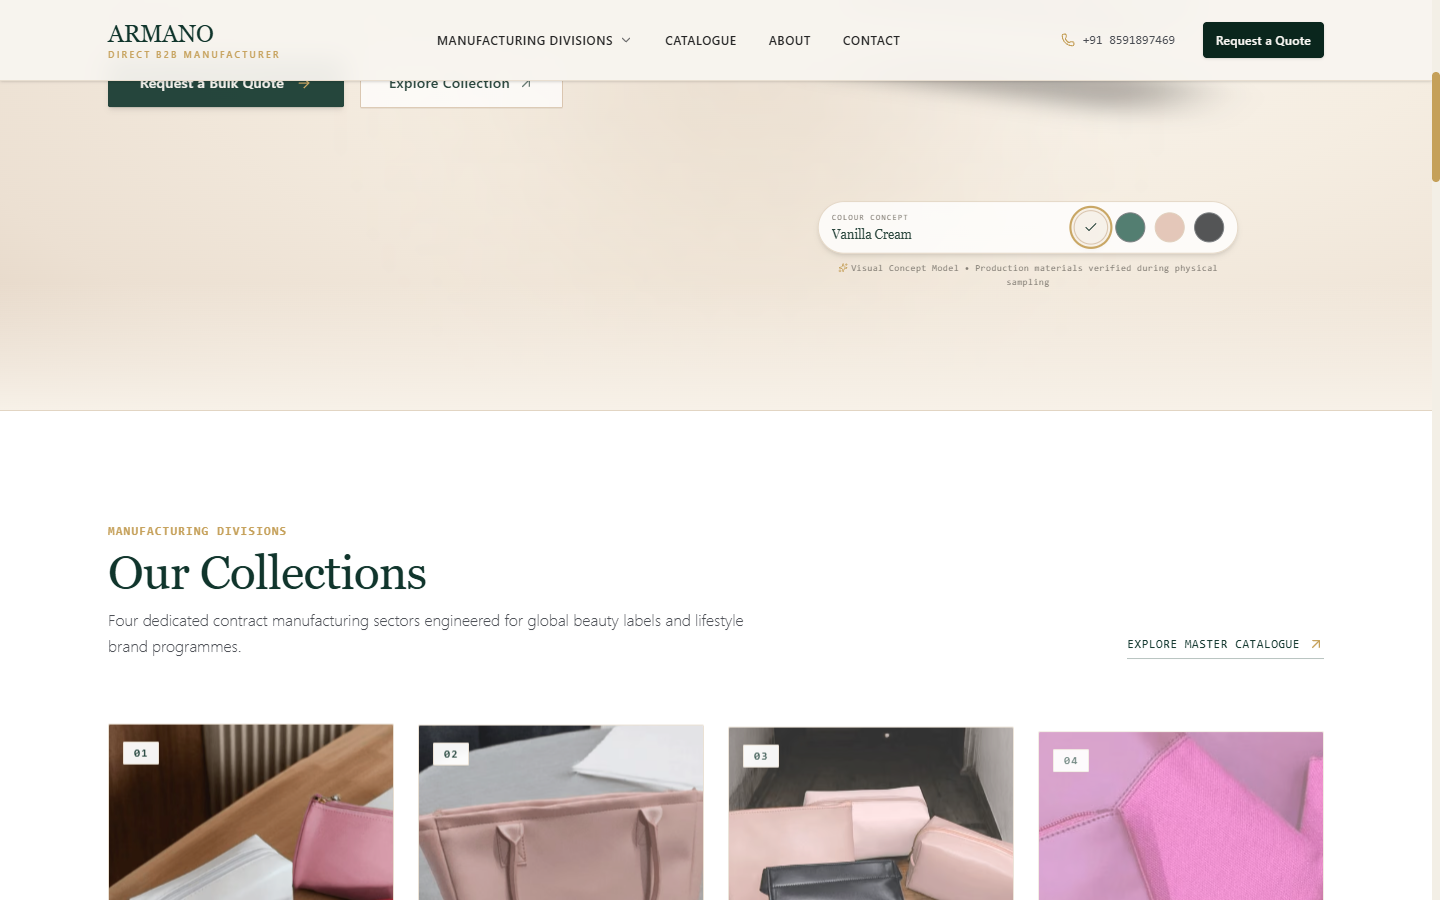 ARMANO
DIRECT B2B MANUFACTURER
MANUFACTURING DIVISIONS
CATALOGUE
ABOUT
CONTACT
+91 8591897469
Request a Quote
Request a Bulk Quote
Explore Collection
COLOUR CONCEPT
Vanilla Cream
Visual Concept Model • Production materials verified during physical
sampling
MANUFACTURING DIVISIONS
Our Collections
Four dedicated contract manufacturing sectors engineered for global beauty labels and lifestyle
brand programmes.
EXPLORE MASTER CATALOGUE
01
02
03
04